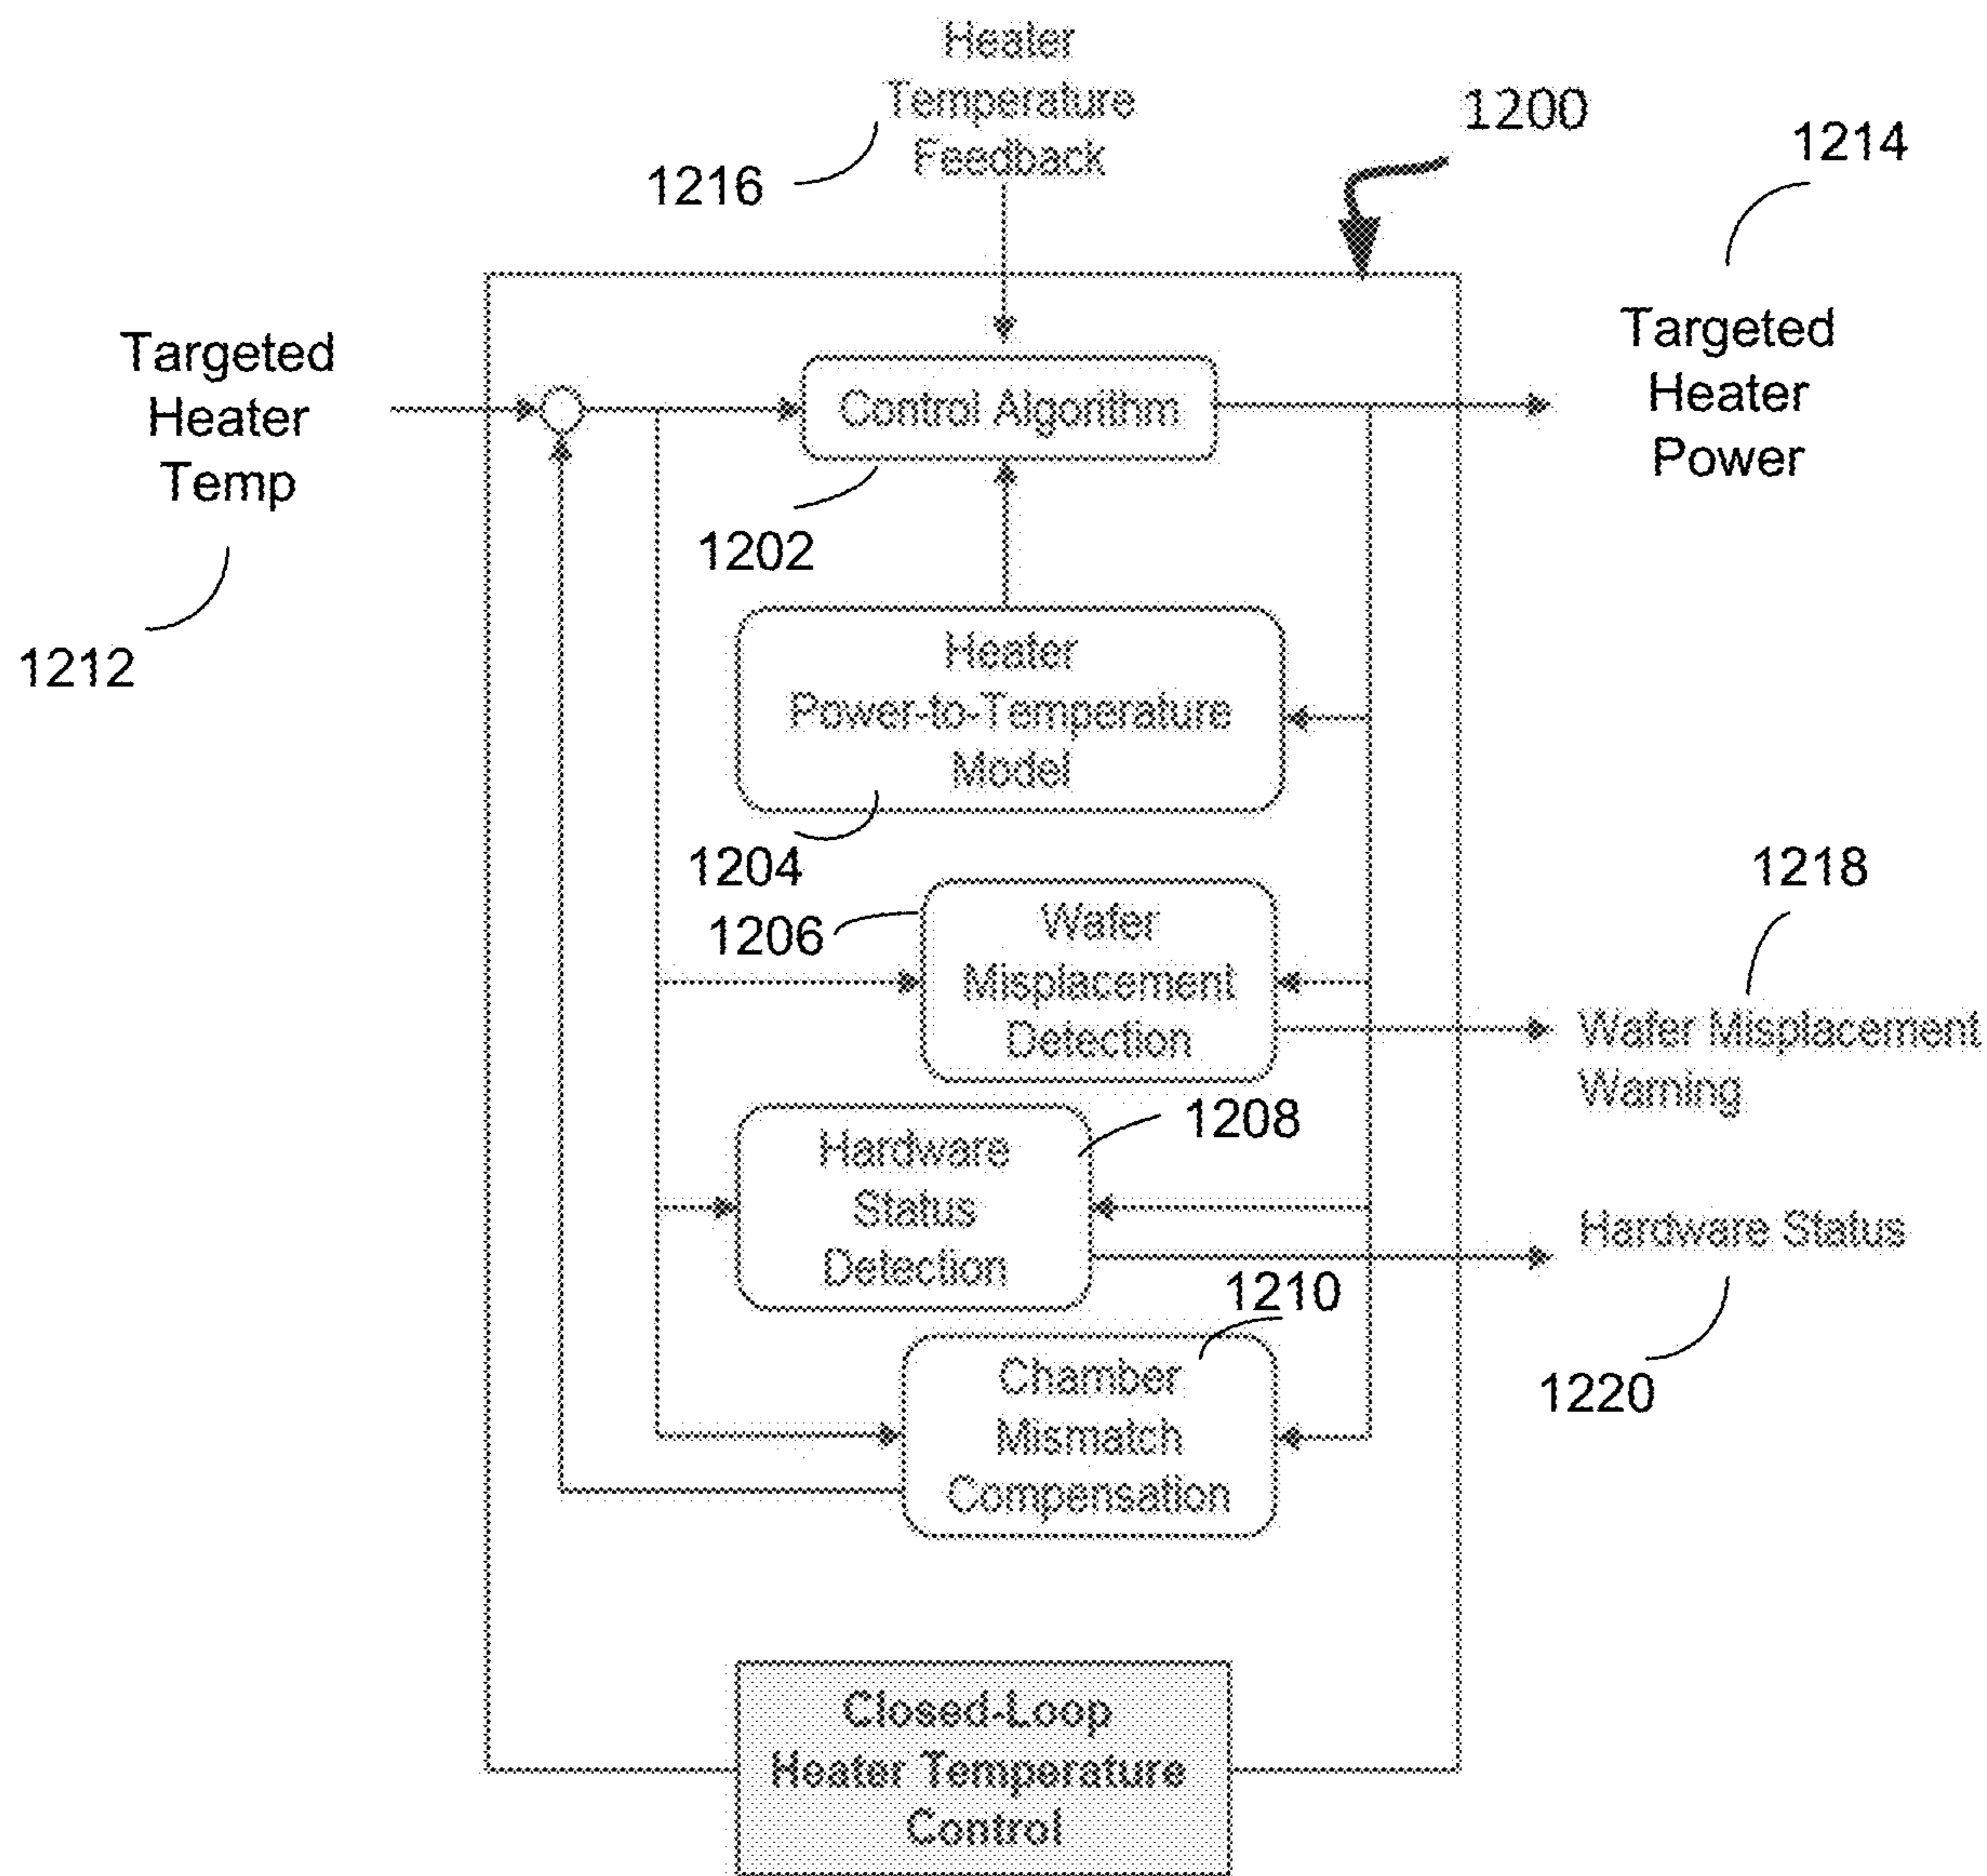 Heater
Temperature
Feedback
1216
1200
1214
Targeted
Heater
Temp
1212
Control Algorithm
1202
Targeted
Heater
Power
Heater
Power-to-Temperature
Model
1204
1206
Wafer
Misplacement
Detection
1218
Wafer Misplacement
Warning
1208
Hardware
Status
Detection
Hardware Status
1220
1210
Chamber
Mismatch
Compensation
Closed-Loop
Heater Temperature
Control